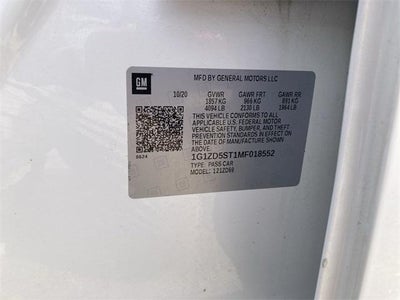 GM
MFD BY GENERAL MOTORS LLC
10/20 GVWR GAWR FRT GAWR RR
1857 KG 966 KG 891 KG
4094 LB 2130 LB 1964 LB
THIS VEHICLE CONFORMS TO ALL
APPLICABLE U.S. FEDERAL MOTOR
VEHICLE SAFETY, BUMPER, AND THEFT
PREVENTION STANDARDS IN EFFECT ON
THE DATE OF MANUFACTURE SHOWN
ABOVE.
1G1ZD5ST1MF018552
TYPE: PASS CAR
MODEL: 1Z1ZD69